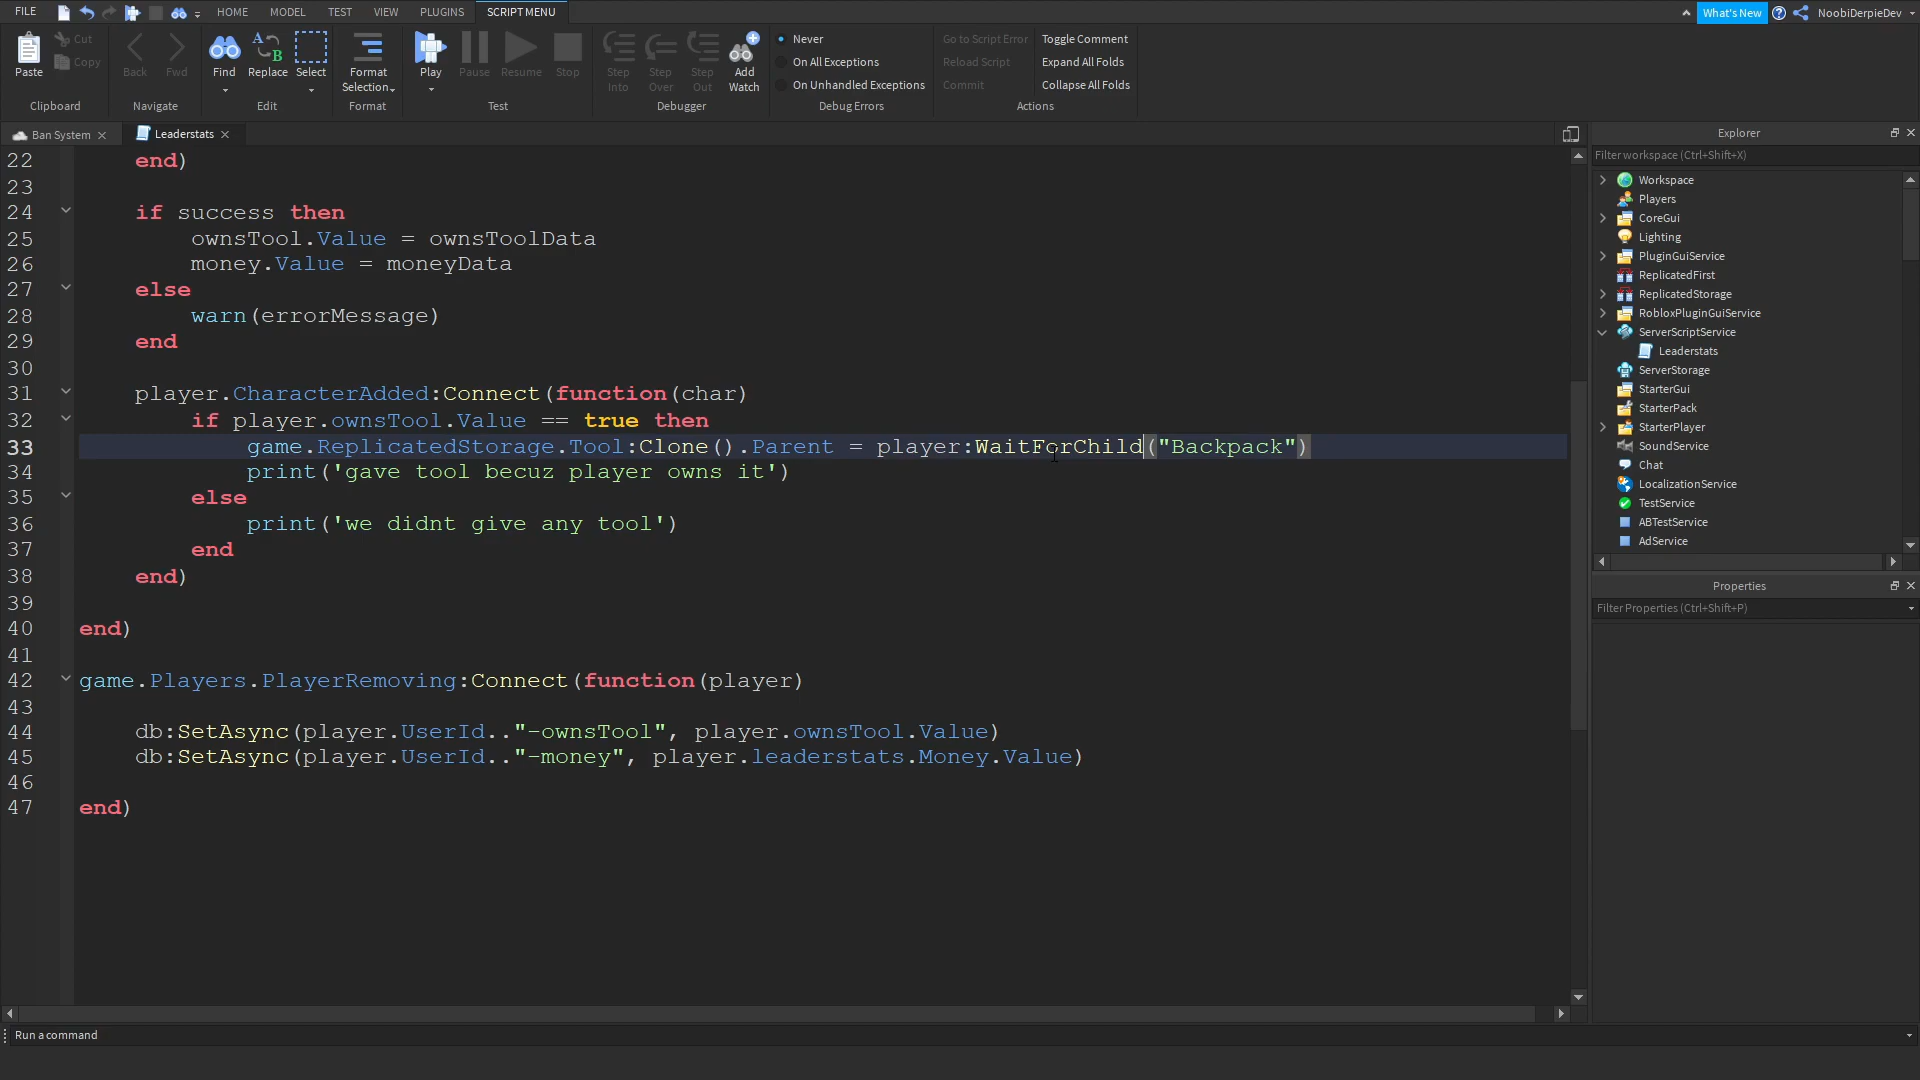 FILE HOME MODEL TEST VIEW PLUGINS SCRIPT MENU What's New NoobiDerpieDev
Paste Cut Copy Back Fwd Find Replace Select Format Selection Play Pause Resume Stop Step Into Step Over Step Out Add Watch
Never
On All Exceptions
On Unhandled Exceptions
Go to Script Error
Reload Script
Commit
Toggle Comment
Expand All Folds
Collapse All Folds
Clipboard Navigate Edit Format Test Debugger Debug Errors Actions
Ban System Leaderstats
22 end)
23
24 if success then
25 ownsTool.Value = ownsToolData
26 money.Value = moneyData
27 else
28 warn(errorMessage)
29 end
30
31 player.CharacterAdded:Connect(function(char)
32 if player.ownsTool.Value == true then
33 game.ReplicatedStorage.Tool:Clone().Parent = player:WaitForChild("Backpack")
34 print('gave tool becuz player owns it')
35 else
36 print('we didnt give any tool')
37 end
38 end)
39
40 end)
41
42 game.Players.PlayerRemoving:Connect(function(player)
43
44 db:SetAsync(player.UserId.."-ownsTool", player.ownsTool.Value)
45 db:SetAsync(player.UserId.."-money", player.leaderstats.Money.Value)
46
47 end)
Explorer
Filter workspace (Ctrl+Shift+X)
Workspace
Players
CoreGui
Lighting
PluginGuiService
ReplicatedFirst
ReplicatedStorage
RobloxPluginGuiService
ServerScriptService
Leaderstats
ServerStorage
StarterGui
StarterPack
StarterPlayer
SoundService
Chat
LocalizationService
TestService
ABTestService
AdService
Properties
Filter Properties (Ctrl+Shift+P)
Run a command